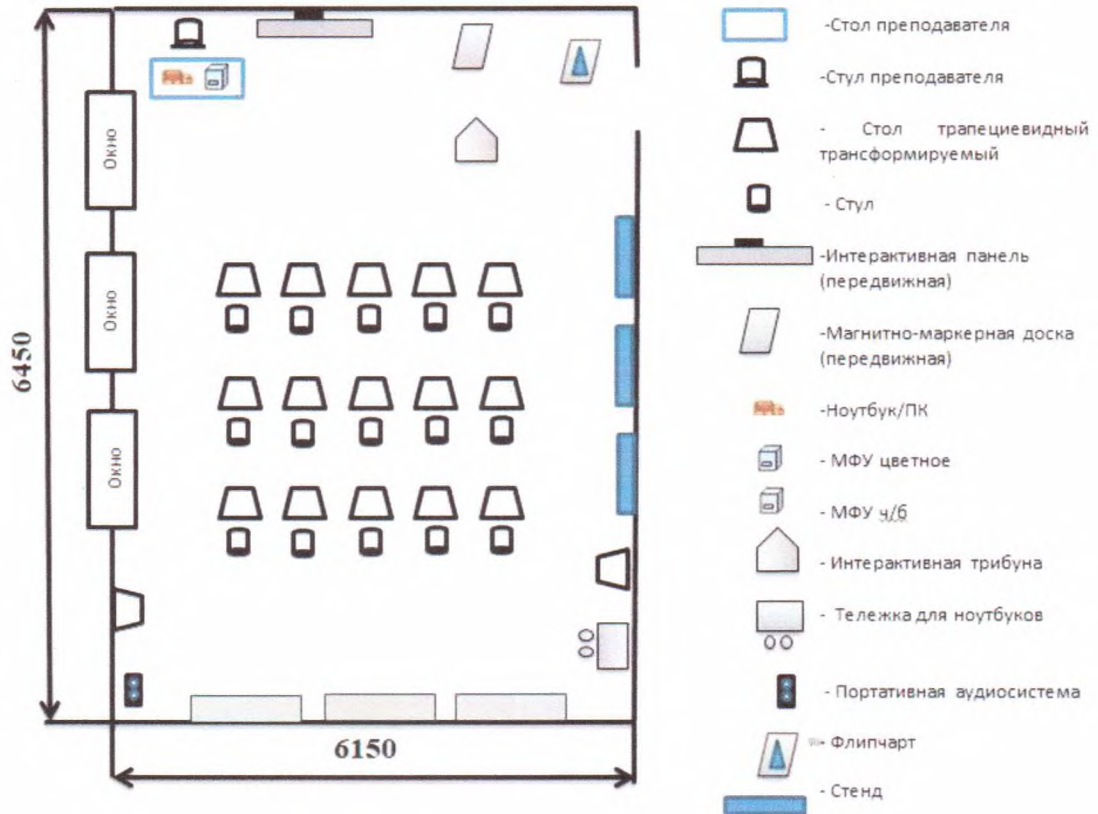 Окно
Окно
Окно
6450
6150
-Стол преподавателя
-Стул преподавателя
- Стол трапециевидный
трансформируемый
- Стул
-Интерактивная панель
(передвижная)
-Магнитно-маркерная доска
(передвижная)
-Ноутбук/ПК
- МФУ цветное
- МФУ ч/б
- Интерактивная трибуна
- Тележка для ноутбуков
- Портативная аудиосистема
- Флипчарт
- Стенд